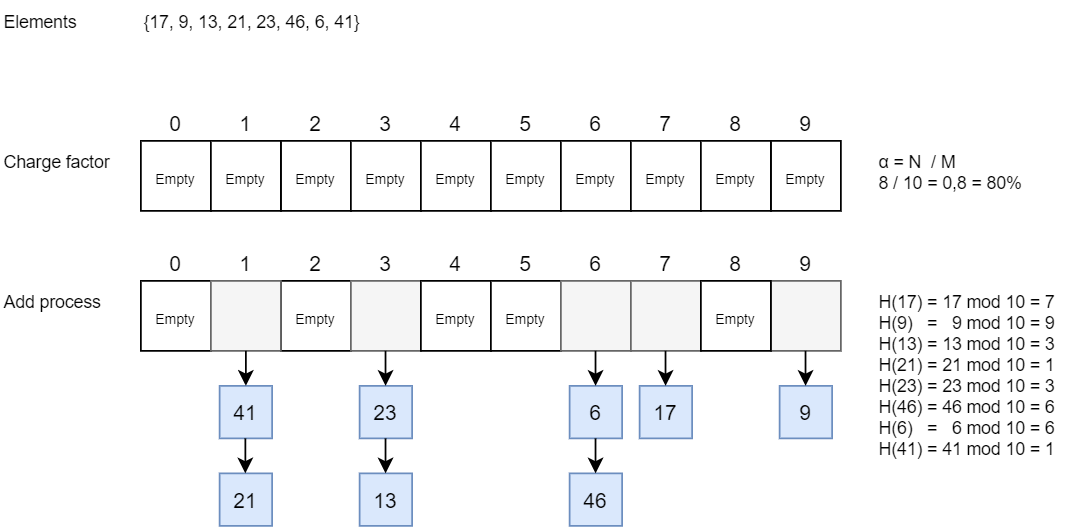 Elements {17, 9, 13, 21, 23, 46, 6, 41}
0 1 2 3 4 5 6 7 8 9
Charge factor Empty Empty Empty Empty Empty Empty Empty Empty Empty Empty
α = N / M
8 / 10 = 0,8 = 80%
0 1 2 3 4 5 6 7 8 9
Add process Empty Empty Empty Empty Empty
41 23 6 17 9
21 13 46
H(17) = 17 mod 10 = 7
H(9) = 9 mod 10 = 9
H(13) = 13 mod 10 = 3
H(21) = 21 mod 10 = 1
H(23) = 23 mod 10 = 3
H(46) = 46 mod 10 = 6
H(6) = 6 mod 10 = 6
H(41) = 41 mod 10 = 1